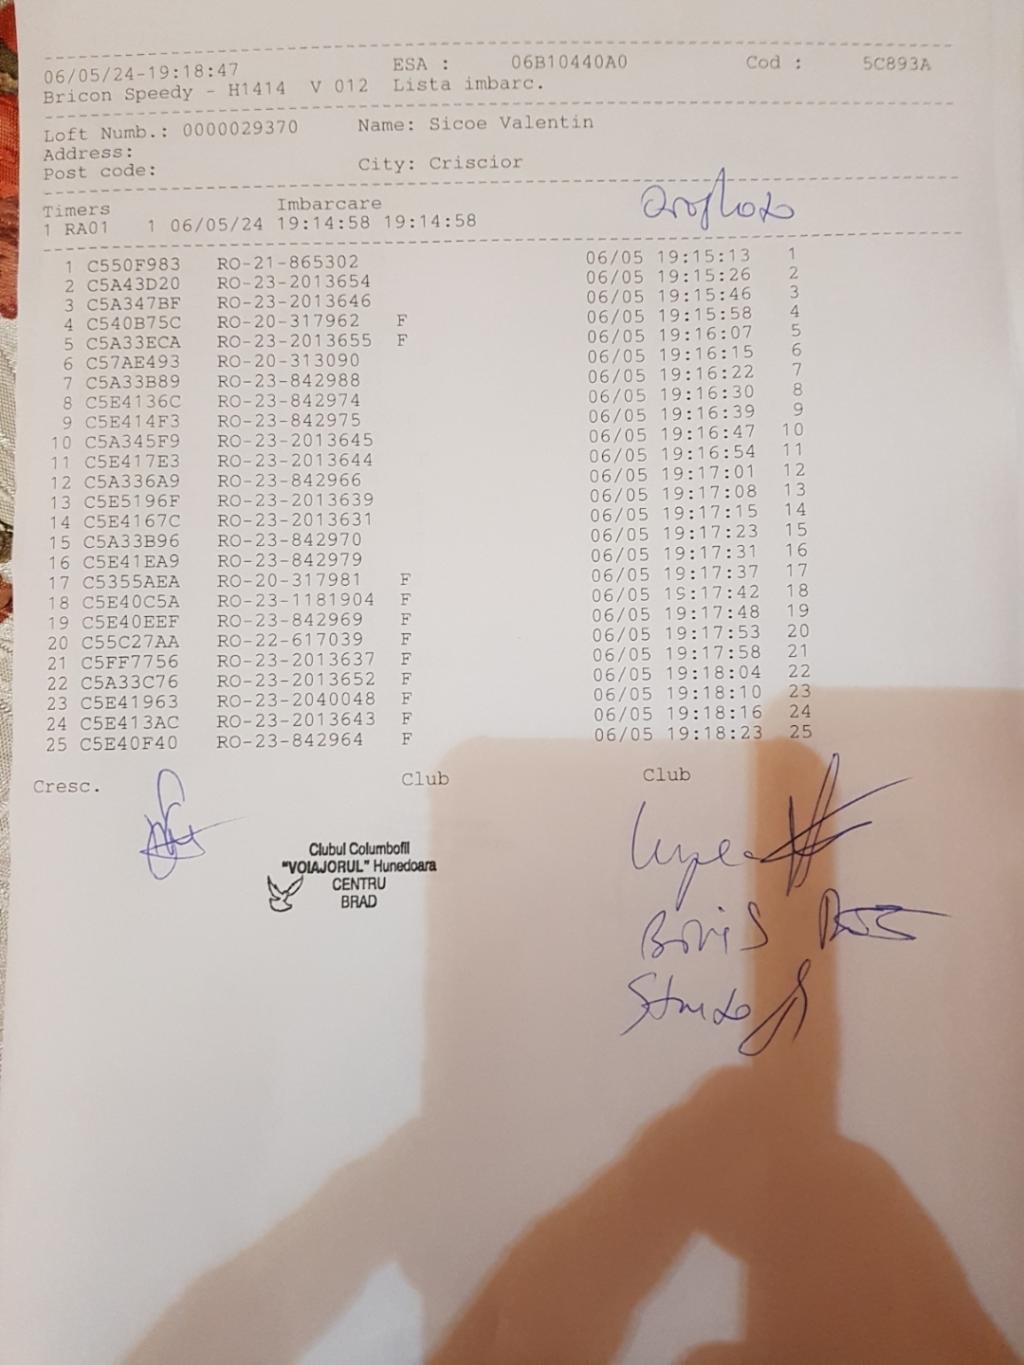 06/05/24-19:18:47 ESA : 06B10440A0 Cod : 5C893A
Bricon Speedy - H1414 V 012 Lista imbarc.
Loft Numb.: 0000029370 Name: Sicoe Valentin
Address:
Post code: City: Criscior
Timers Imbarcare
1 RA01 1 06/05/24 19:14:58 19:14:58
1 C550F983 RO-21-865302 06/05 19:15:13 1
2 C5A43D20 RO-23-2013654 06/05 19:15:26 2
3 C5A347BF RO-23-2013646 06/05 19:15:46 3
4 C540B75C RO-20-317962 F 06/05 19:15:58 4
5 C5A33ECA RO-23-2013655 F 06/05 19:16:07 5
6 C57AE493 RO-20-313090 06/05 19:16:15 6
7 C5A33B89 RO-23-842988 06/05 19:16:22 7
8 C5E4136C RO-23-842974 06/05 19:16:30 8
9 C5E414F3 RO-23-842975 06/05 19:16:39 9
10 C5A345F9 RO-23-2013645 06/05 19:16:47 10
11 C5E417E3 RO-23-2013644 06/05 19:16:54 11
12 C5A336A9 RO-23-842966 06/05 19:17:01 12
13 C5E5196F RO-23-2013639 06/05 19:17:08 13
14 C5E4167C RO-23-2013631 06/05 19:17:15 14
15 C5A33B96 RO-23-842970 06/05 19:17:23 15
16 C5E41EA9 RO-23-842979 06/05 19:17:31 16
17 C5355AEA RO-20-317981 F 06/05 19:17:37 17
18 C5E40C5A RO-23-1181904 F 06/05 19:17:42 18
19 C5E40EEF RO-23-842969 F 06/05 19:17:48 19
20 C55C27AA RO-22-617039 F 06/05 19:17:53 20
21 C5FF7756 RO-23-2013637 F 06/05 19:17:58 21
22 C5A33C76 RO-23-2013652 F 06/05 19:18:04 22
23 C5E41963 RO-23-2040048 F 06/05 19:18:10 23
24 C5E413AC RO-23-2013643 F 06/05 19:18:16 24
25 C5E40F40 RO-23-842964 F 06/05 19:18:23 25
Cresc. Club Club
Clubul Columbofil
"VOIAJORUL" Hunedoara
CENTRU
BRAD